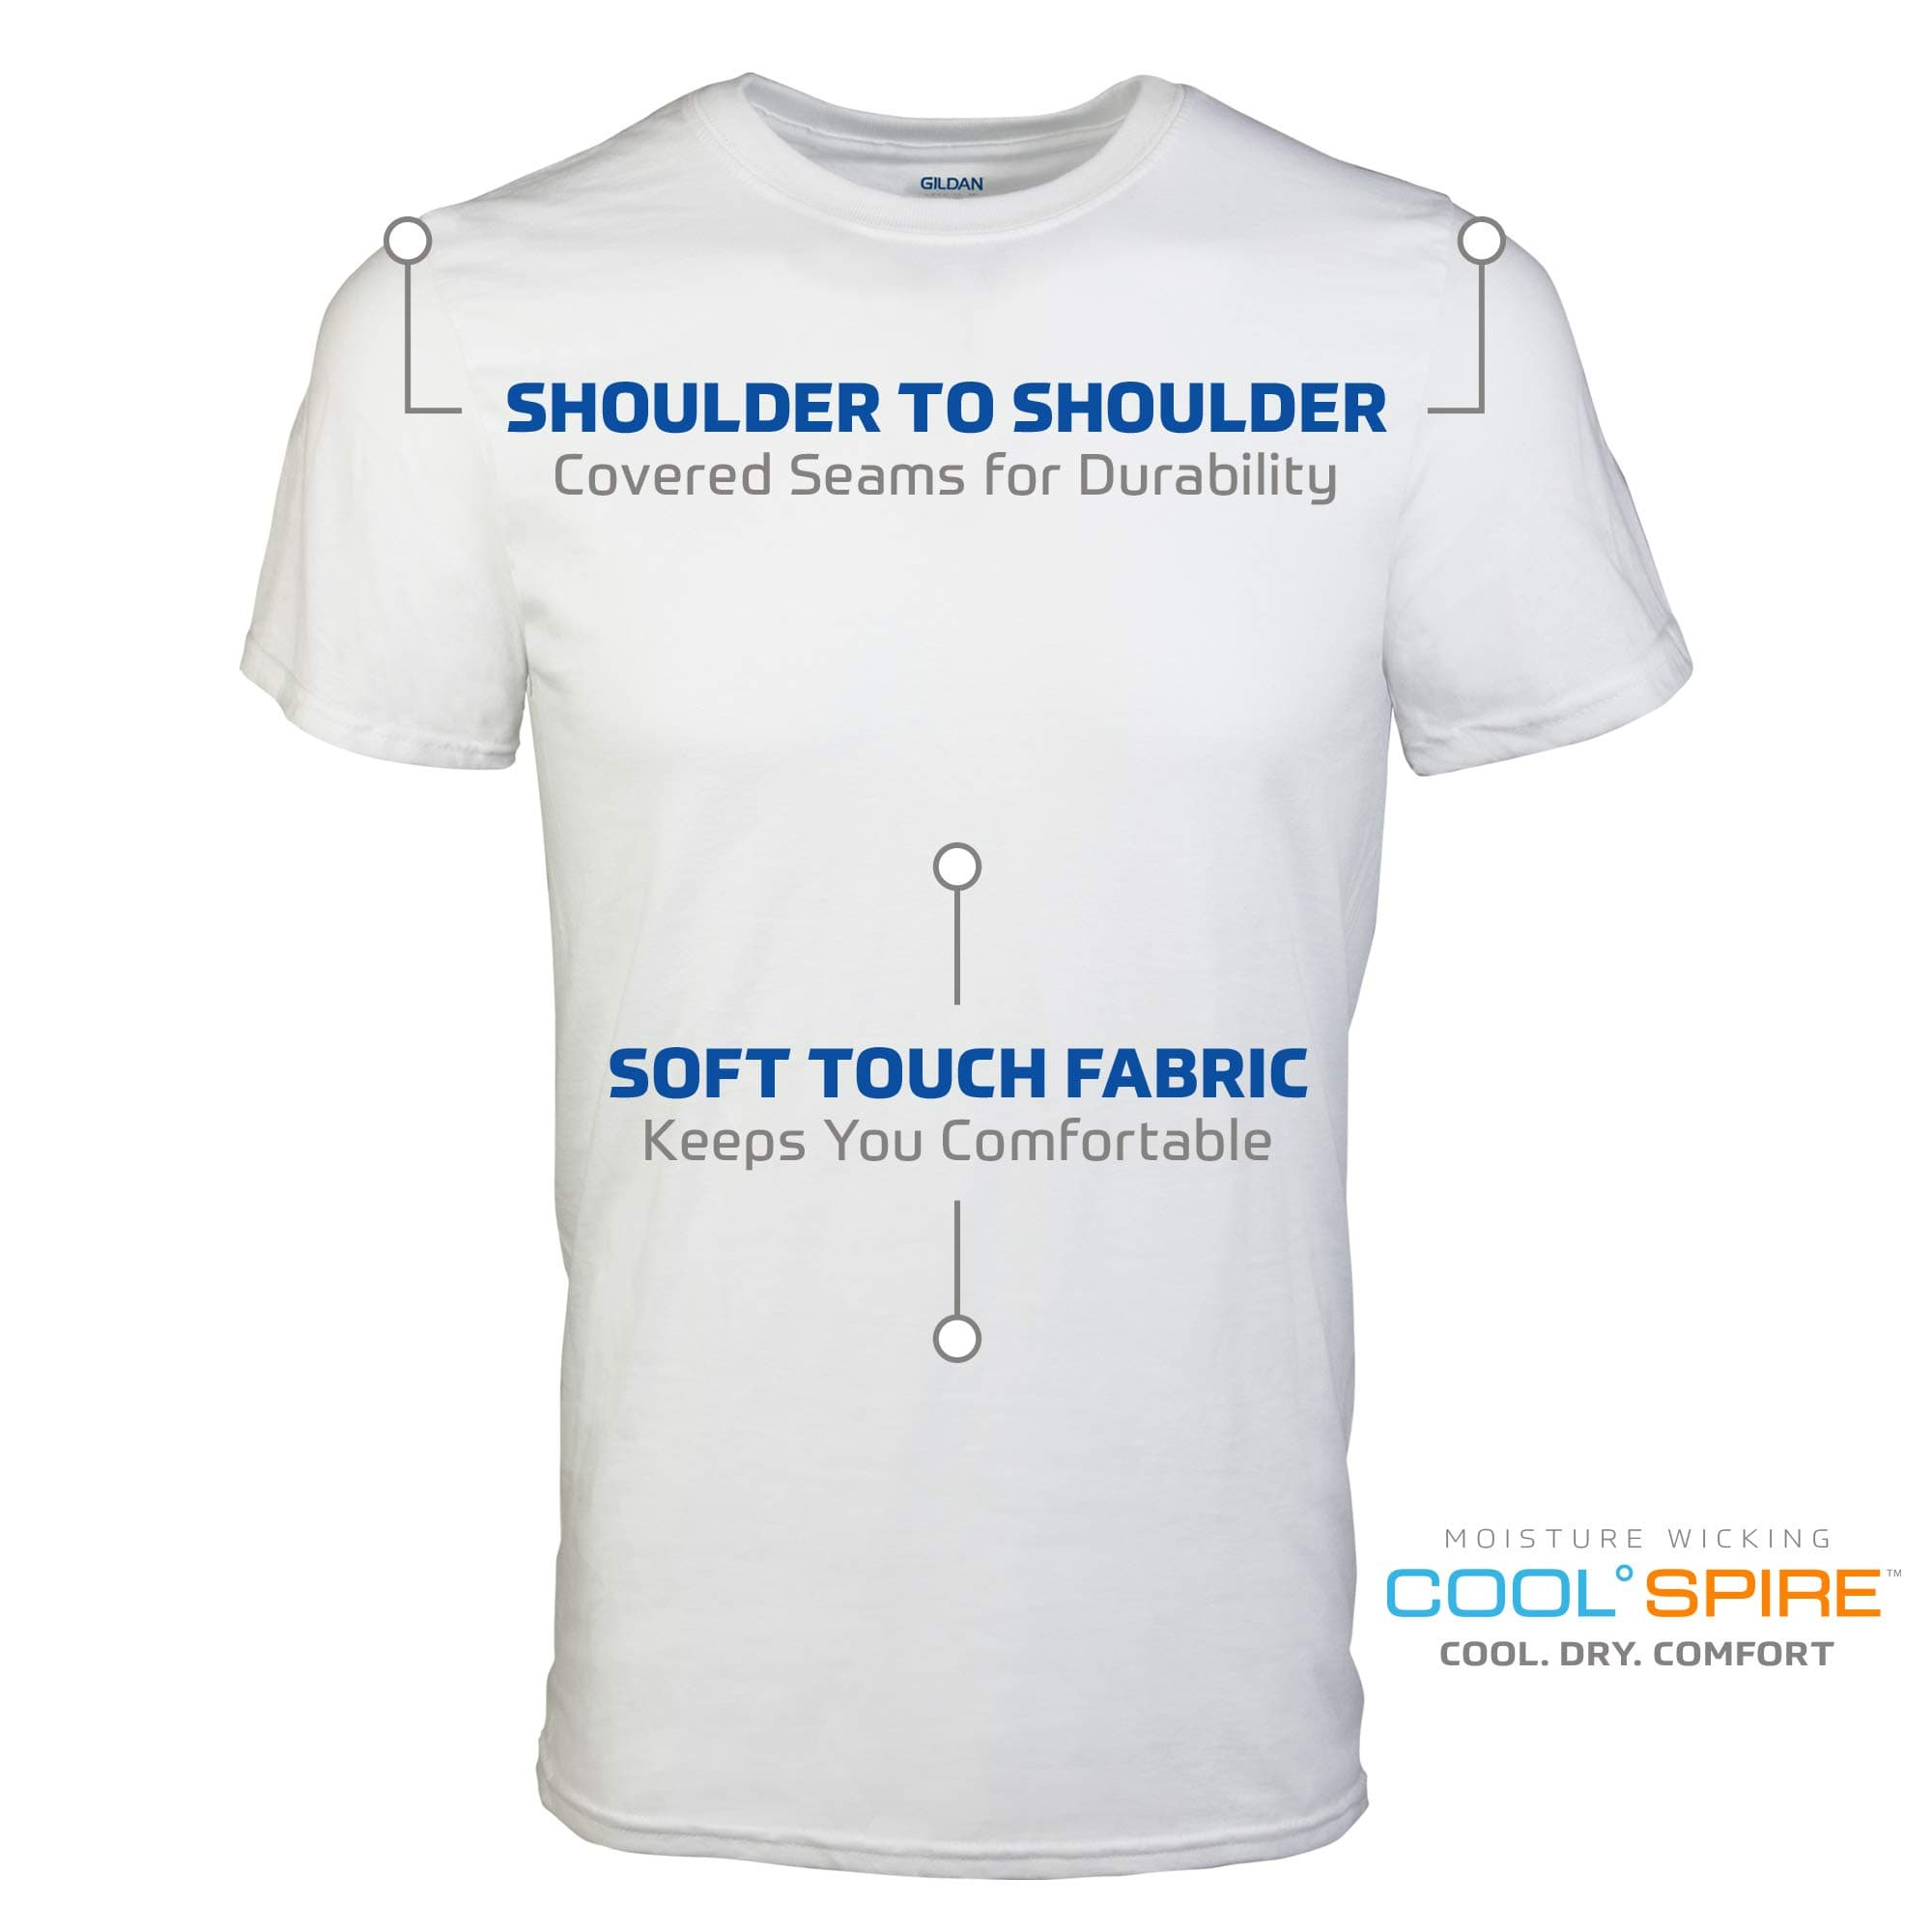 GILDAN
SHOULDER TO SHOULDER
Covered Seams for Durability
SOFT TOUCH FABRIC
Keeps You Comfortable
MOISTURE WICKING
COOL° SPIRE™
COOL. DRY. COMFORT